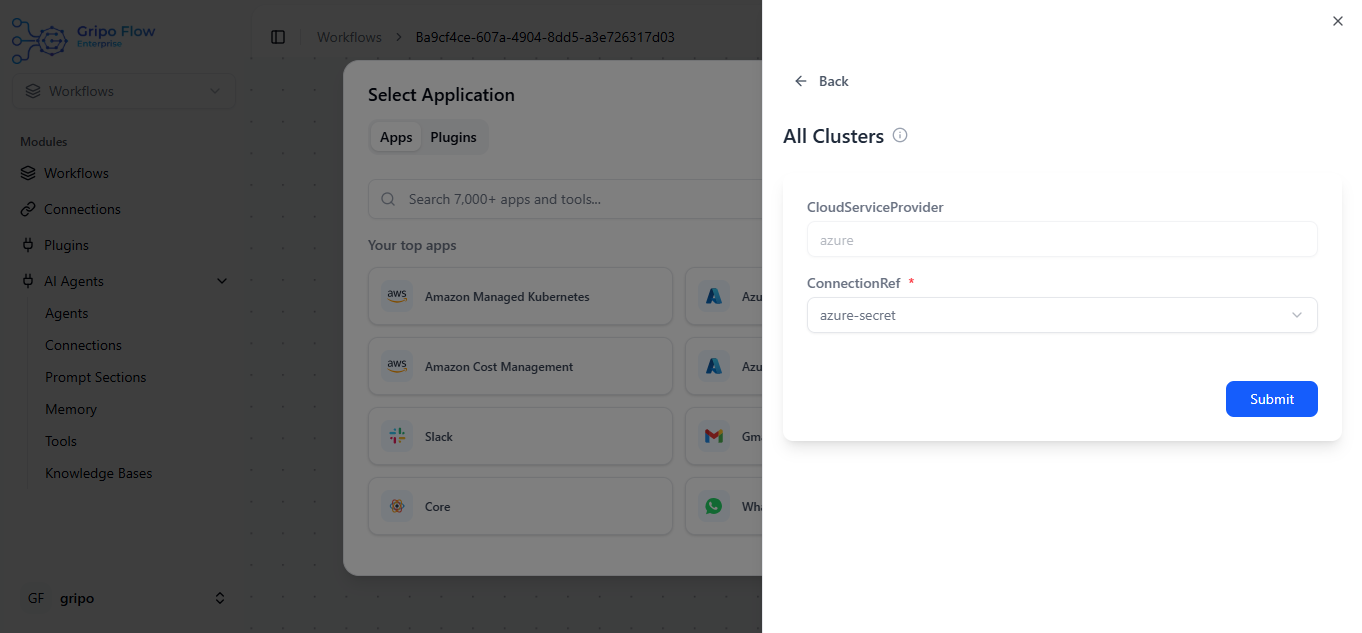 Gripo Flow
Enterprise
Workflows
Modules
Workflows
Connections
Plugins
AI Agents
Agents
Connections
Prompt Sections
Memory
Tools
Knowledge Bases
GF gripo
Workflows > 8a9cf4ce-607a-4904-8dd5-a3e726317d03
Select Application
Apps Plugins
Search 7,000+ apps and tools...
Your top apps
aws Amazon Managed Kubernetes
Azu
aws Amazon Cost Management
Azu
Slack
Gm
Core
Wha
Back
All Clusters
CloudServiceProvider
azure
ConnectionRef *
azure-secret
Submit